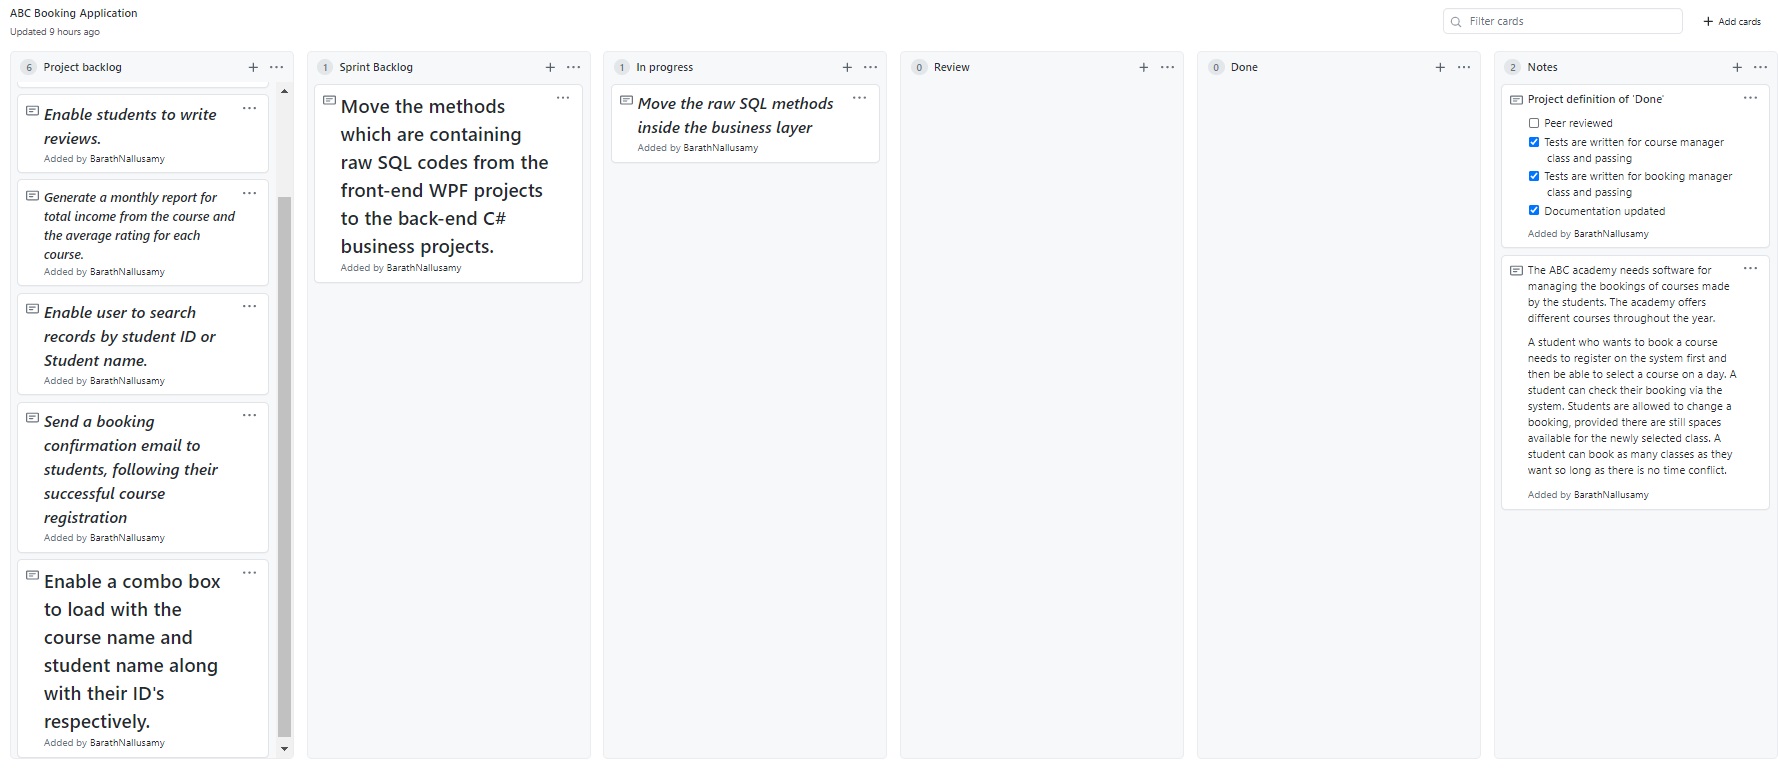 ABC Booking Application
Updated 9 hours ago
Filter cards
+ Add cards
6 Project backlog
Enable students to write
reviews.
Added by BarathNallusamy
Generate a monthly report for
total income from the course and
the average rating for each
course.
Added by BarathNallusamy
Enable user to search
records by student ID or
Student name.
Added by BarathNallusamy
Send a booking
confirmation email to
students, following their
successful course
registration
Added by BarathNallusamy
Enable a combo box
to load with the
course name and
student name along
with their ID's
respectively.
Added by BarathNallusamy
1 Sprint Backlog
Move the methods
which are containing
raw SQL codes from the
front-end WPF projects
to the back-end C#
business projects.
Added by BarathNallusamy
1 In progress
Move the raw SQL methods
inside the business layer
Added by BarathNallusamy
0 Review
0 Done
2 Notes
Project definition of 'Done'
Peer reviewed
Tests are written for course manager
class and passing
Tests are written for booking manager
class and passing
Documentation updated
Added by BarathNallusamy
The ABC academy needs software for
managing the bookings of courses made
by the students. The academy offers
different courses throughout the year.
A student who wants to book a course
needs to register on the system first and
then be able to select a course on a day. A
student can check their booking via the
system. Students are allowed to change a
booking, provided there are still spaces
available for the newly selected class. A
student can book as many classes as they
want so long as there is no time conflict.
Added by BarathNallusamy